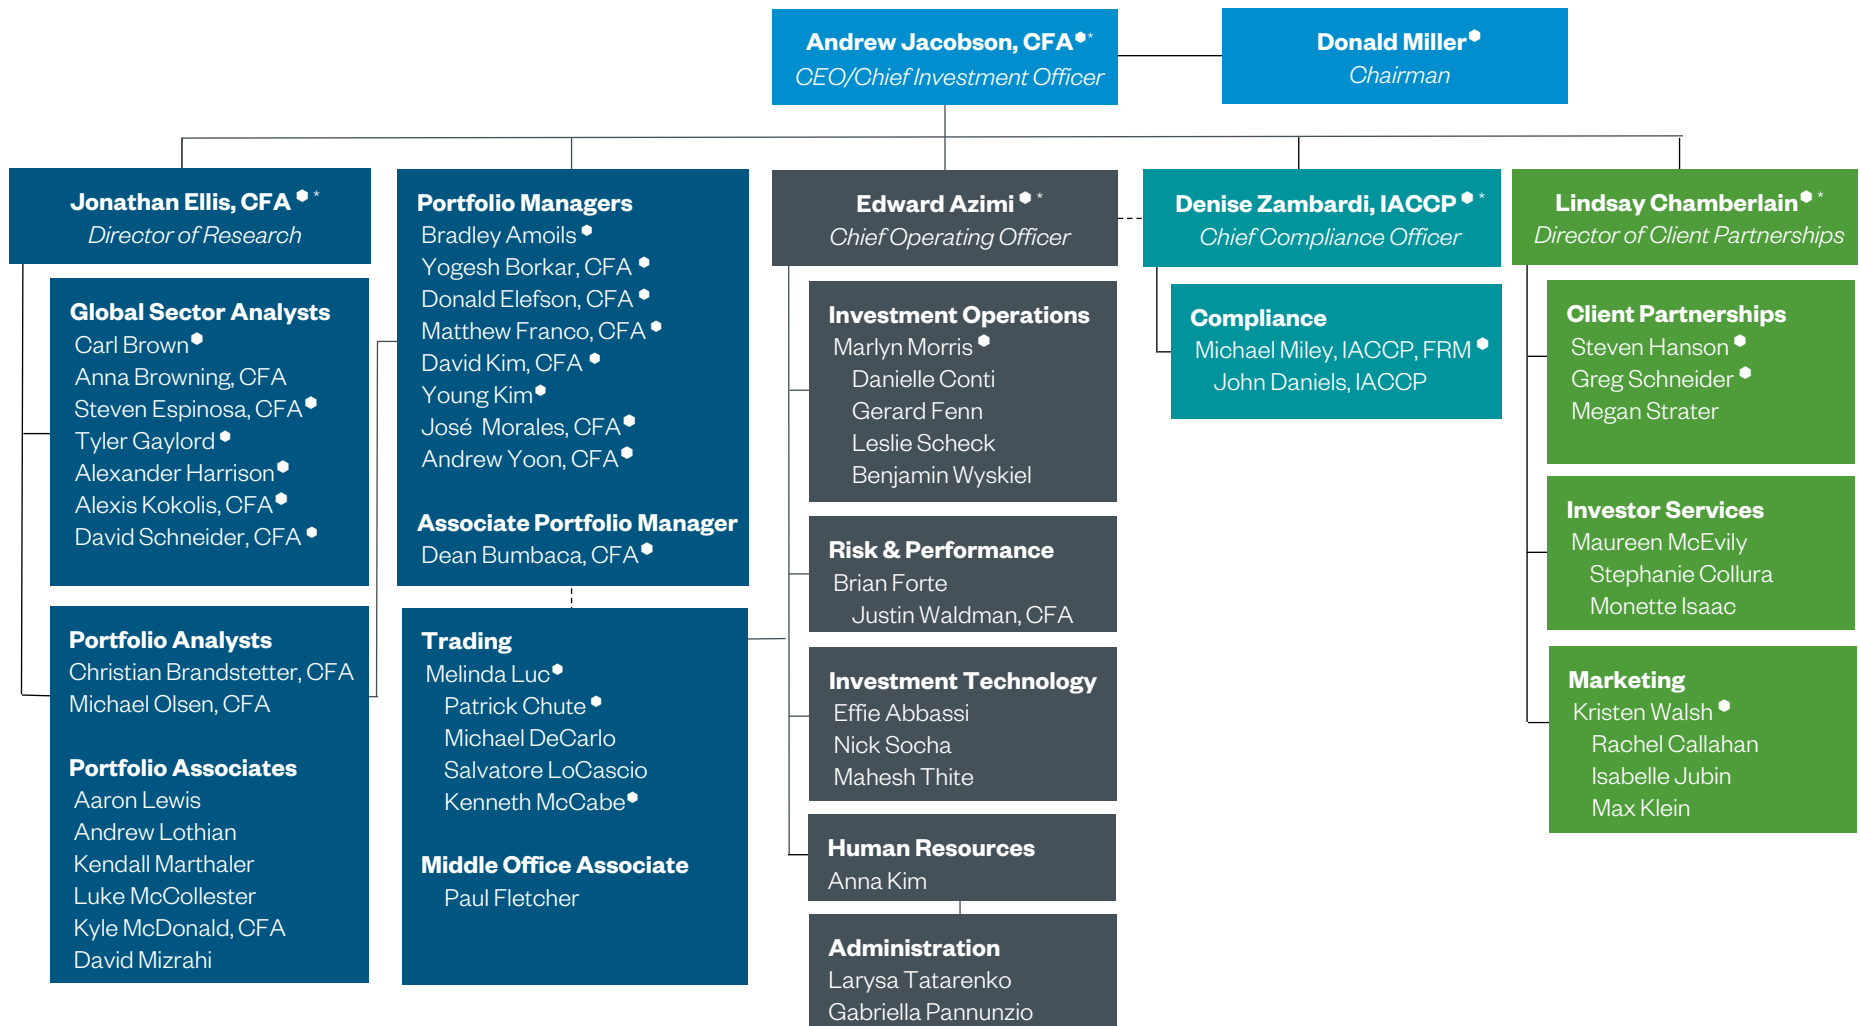 Andrew Jacobson, CFA⬢*
CEO/Chief Investment Officer
Donald Miller⬢
Chairman
Jonathan Ellis, CFA ⬢ *
Director of Research
Global Sector Analysts
Carl Brown⬢
Anna Browning, CFA
Steven Espinosa, CFA⬢
Tyler Gaylord ⬢
Alexander Harrison⬢
Alexis Kokolis, CFA⬢
David Schneider, CFA ⬢
Portfolio Analysts
Christian Brandstetter, CFA
Michael Olsen, CFA
Portfolio Associates
Aaron Lewis
Andrew Lothian
Kendall Marthaler
Luke McCollester
Kyle McDonald, CFA
David Mizrahi
Portfolio Managers
Bradley Amoils ⬢
Yogesh Borkar, CFA ⬢
Donald Elefson, CFA ⬢
Matthew Franco, CFA ⬢
David Kim, CFA ⬢
Young Kim⬢
José Morales, CFA⬢
Andrew Yoon, CFA⬢
Associate Portfolio Manager
Dean Bumbaca, CFA⬢
Trading
Melinda Luc⬢
Patrick Chute ⬢
Michael DeCarlo
Salvatore LoCascio
Kenneth McCabe⬢
Middle Office Associate
Paul Fletcher
Edward Azimi ⬢ *
Chief Operating Officer
Investment Operations
Marlyn Morris ⬢
Danielle Conti
Gerard Fenn
Leslie Scheck
Benjamin Wyskiel
Risk & Performance
Brian Forte
Justin Waldman, CFA
Investment Technology
Effie Abbassi
Nick Socha
Mahesh Thite
Human Resources
Anna Kim
Administration
Larysa Tatarenko
Gabriella Pannunzio
Denise Zambardi, IACCP ⬢ *
Chief Compliance Officer
Compliance
Michael Miley, IACCP, FRM ⬢
John Daniels, IACCP
Lindsay Chamberlain⬢ *
Director of Client Partnerships
Client Partnerships
Steven Hanson ⬢
Greg Schneider ⬢
Megan Strater
Investor Services
Maureen McEvily
Stephanie Collura
Monette Isaac
Marketing
Kristen Walsh ⬢
Rachel Callahan
Isabelle Jubin
Max Klein